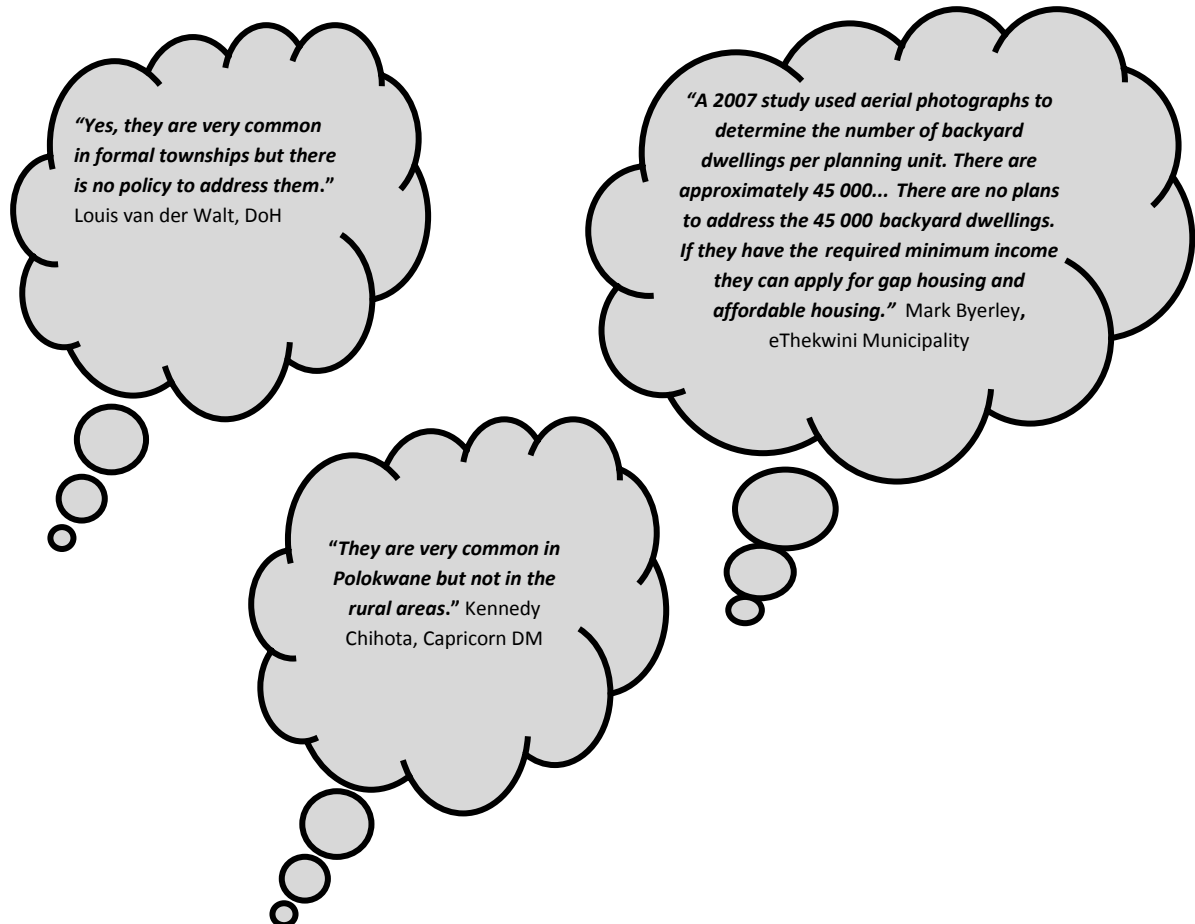 “Yes, they are very common
in formal townships but there
is no policy to address them.”
Louis van der Walt, DoH
“A 2007 study used aerial photographs to
determine the number of backyard
dwellings per planning unit. There are
approximately 45 000... There are no plans
to address the 45 000 backyard dwellings.
If they have the required minimum income
they can apply for gap housing and
affordable housing.” Mark Byerley,
eThekwini Municipality
“They are very common in
Polokwane but not in the
rural areas.” Kennedy
Chihota, Capricorn DM